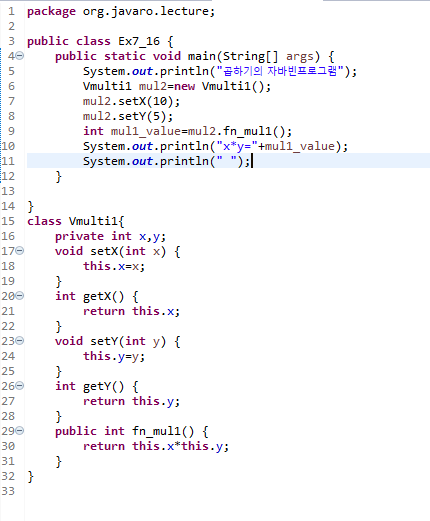 1 package org.javaro.lecture;
2
3 public class Ex7_16 {
4     public static void main(String[] args) {
5         System.out.println("곱하기의 자바빈프로그램");
6         Vmulti1 mul2=new Vmulti1();
7         mul2.setX(10);
8         mul2.setY(5);
9         int mul1_value=mul2.fn_mul1();
10         System.out.println("x*y="+mul1_value);
11         System.out.println(" ");
12     }
13
14 }
15 class Vmulti1{
16     private int x,y;
17     void setX(int x) {
18         this.x=x;
19     }
20     int getX() {
21         return this.x;
22     }
23     void setY(int y) {
24         this.y=y;
25     }
26     int getY() {
27         return this.y;
28     }
29     public int fn_mul1() {
30         return this.x*this.y;
31     }
32 }
33